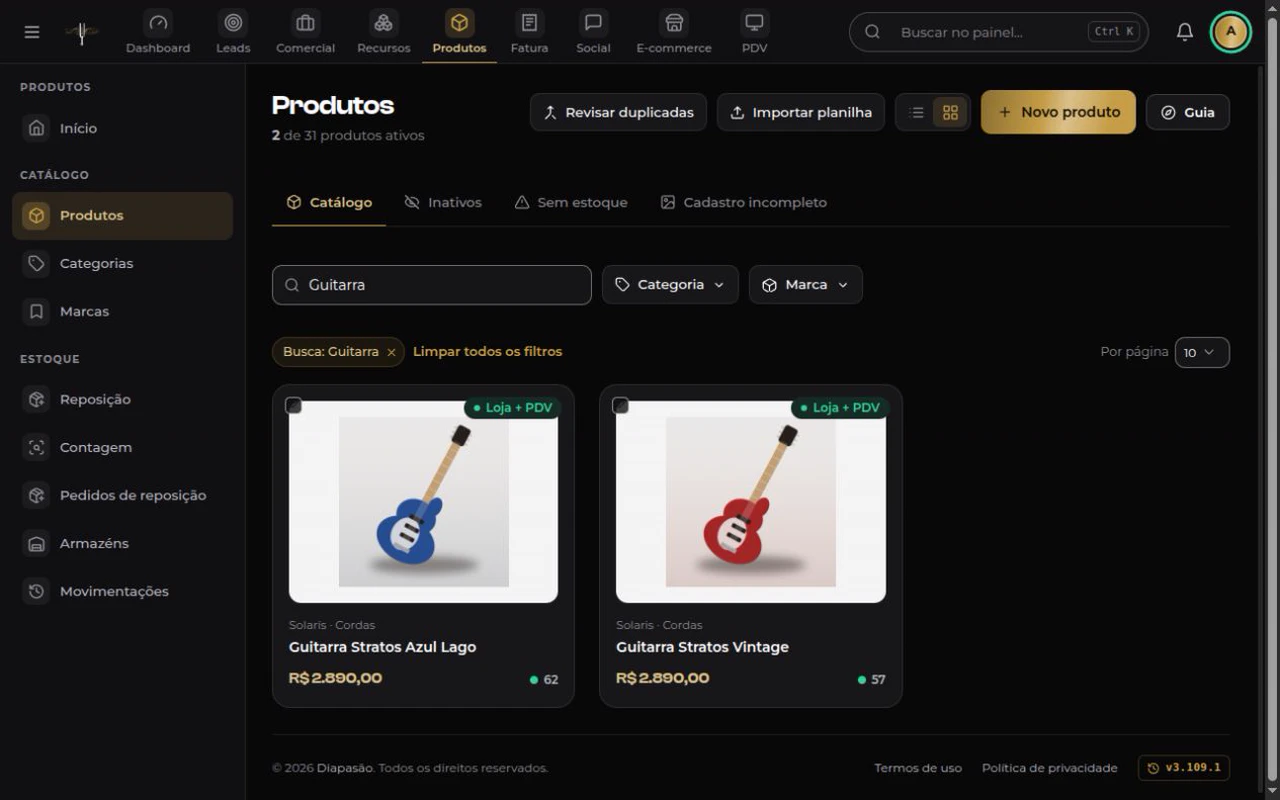 Dashboard
Leads
Comercial
Recursos
Produtos
Fatura
Social
E-commerce
PDV
Buscar no painel...
Ctrl K
A
PRODUTOS
Início
CATÁLOGO
Produtos
Categorias
Marcas
ESTOQUE
Reposição
Contagem
Pedidos de reposição
Armazéns
Movimentações
Produtos
2 de 31 produtos ativos
Revisar duplicadas
Importar planilha
+ Novo produto
Guia
Catálogo
Inativos
Sem estoque
Cadastro incompleto
Guitarra
Categoria
Marca
Busca: Guitarra ×
Limpar todos os filtros
Por página
10
Loja + PDV
Solaris · Cordas
Guitarra Stratos Azul Lago
R$ 2.890,00
62
Loja + PDV
Solaris · Cordas
Guitarra Stratos Vintage
R$ 2.890,00
57
© 2026 Diapasão. Todos os direitos reservados.
Termos de uso
Política de privacidade
v3.109.1